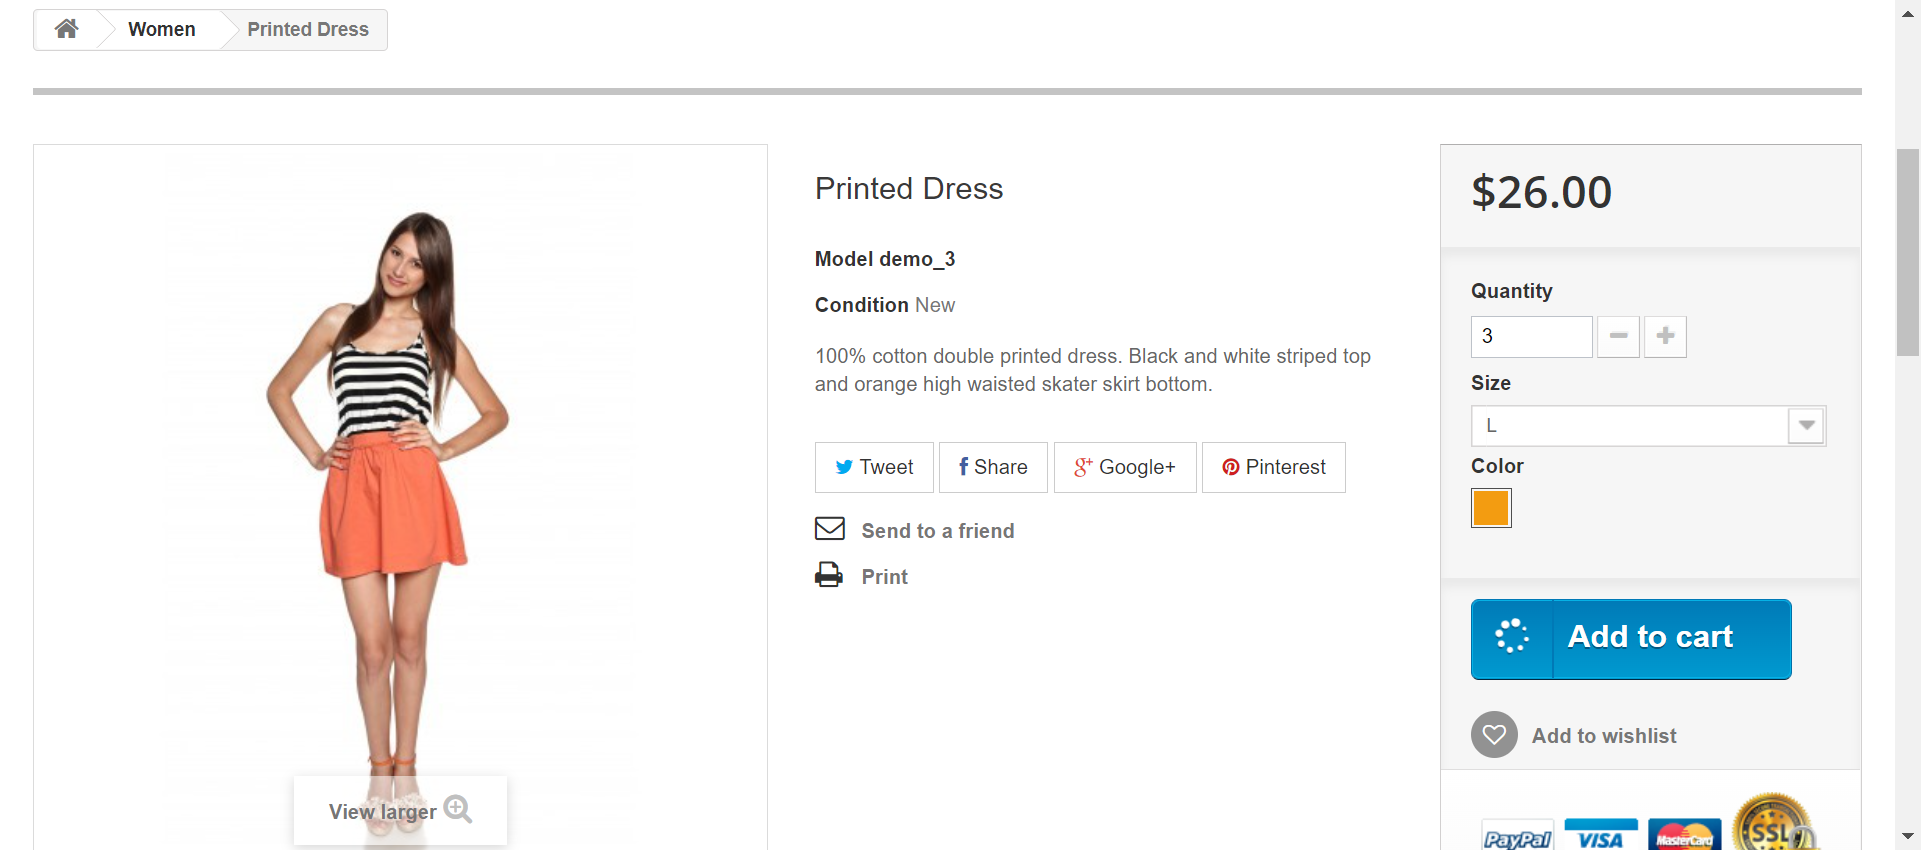 Women
Printed Dress
Printed Dress
Model demo_3
Condition New
100% cotton double printed dress. Black and white striped top
and orange high waisted skater skirt bottom.
Tweet
Share
Google+
Pinterest
Send to a friend
Print
View larger
$26.00
Quantity
3
Size
L
Color
Add to cart
Add to wishlist
PayPal
VISA
MasterCard
SSL